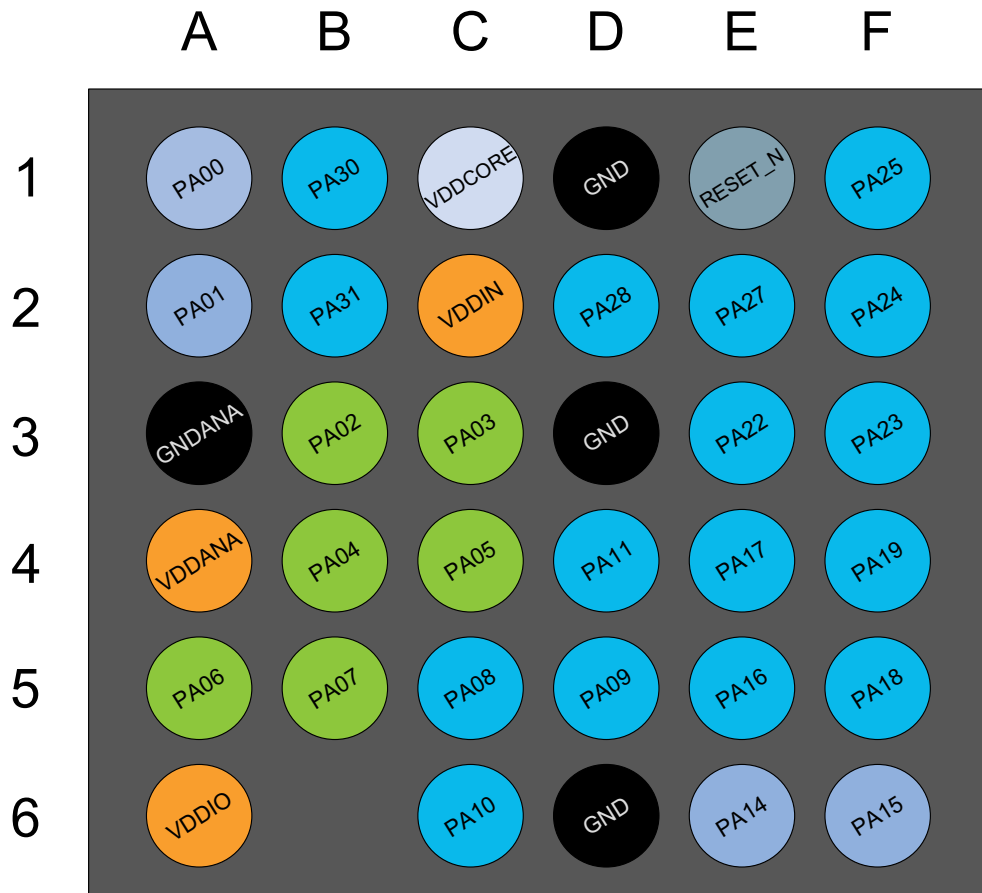 A B C D E F
1 PA00 PA30 VDDCORE GND RESET_N PA25
2 PA01 PA31 VDDIN PA28 PA27 PA24
3 GNDANA PA02 PA03 GND PA22 PA23
4 VDDANA PA04 PA05 PA11 PA17 PA19
5 PA06 PA07 PA08 PA09 PA16 PA18
6 VDDIO PA10 GND PA14 PA15